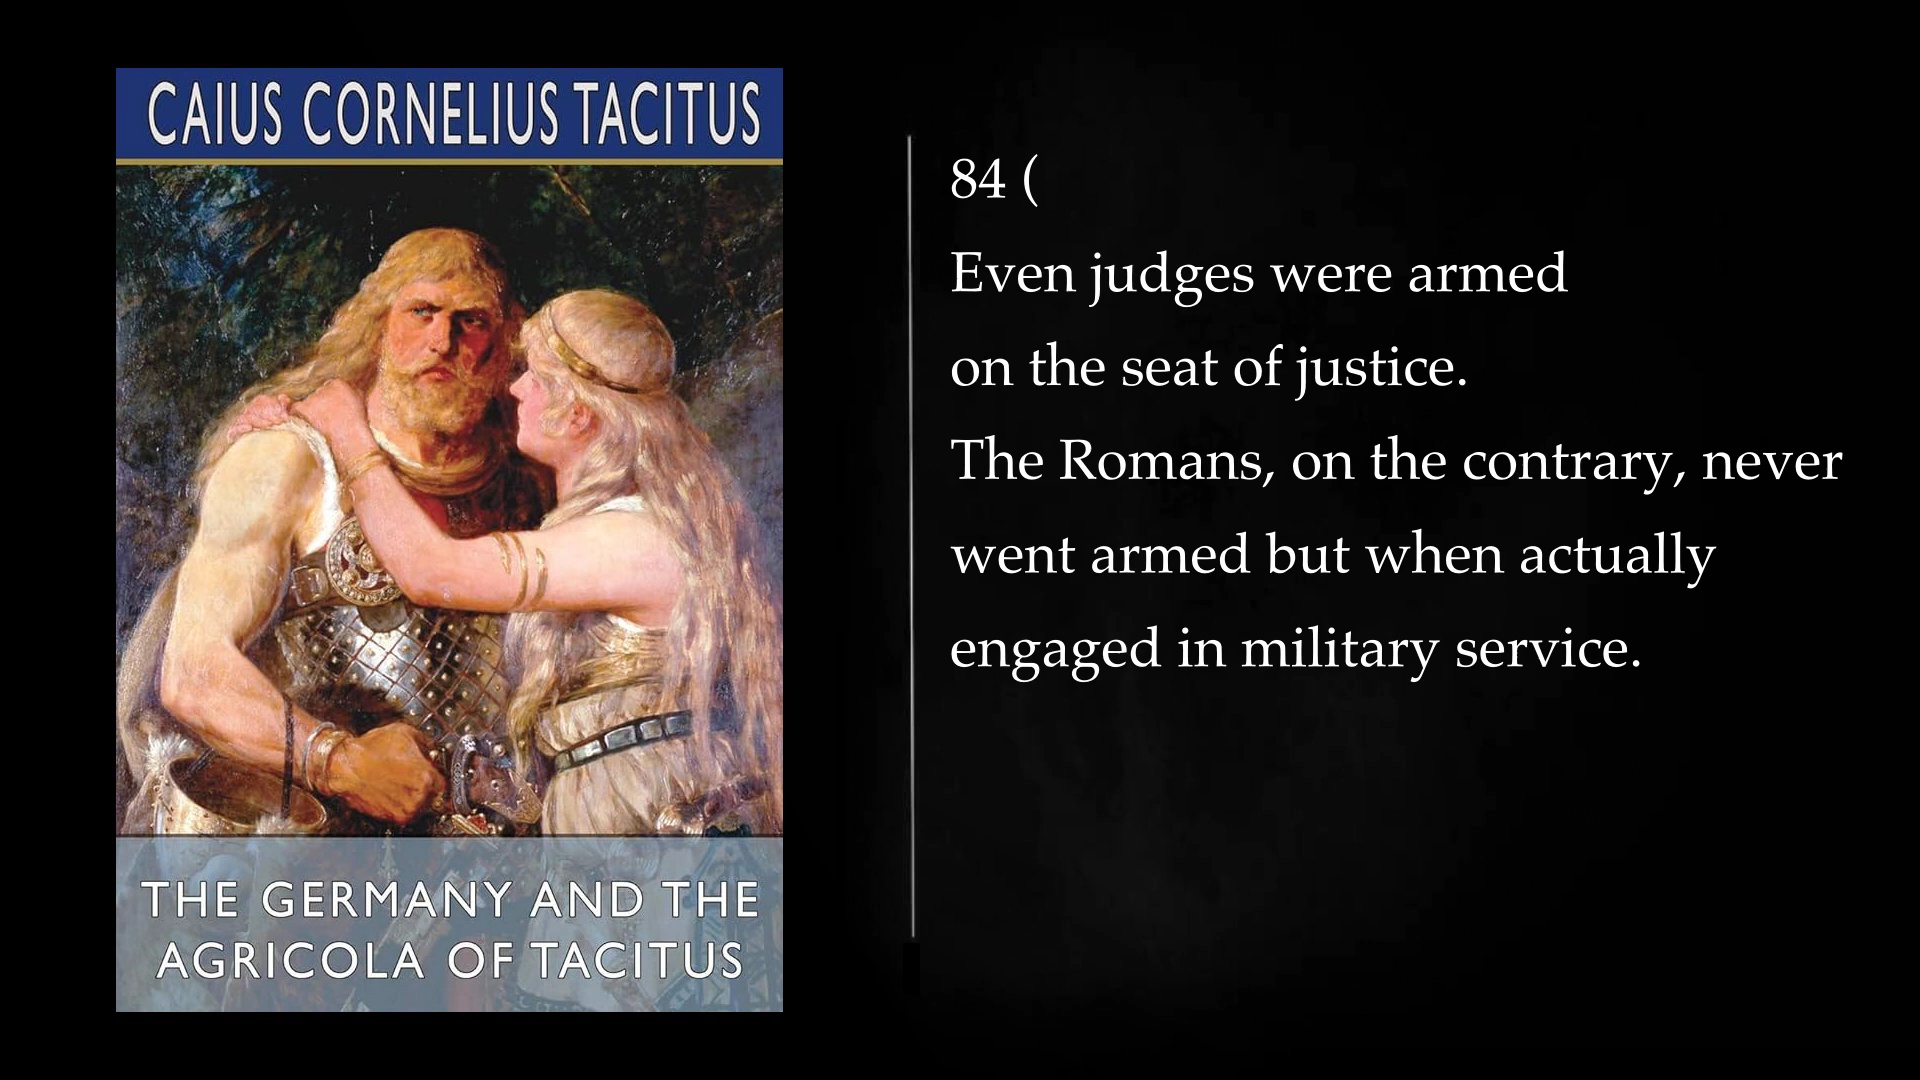 CAIUS CORNELIUS TACITUS
THE GERMANY AND THE
AGRICOLA OF TACITUS
84 (
Even judges were armed
on the seat of justice.
The Romans, on the contrary, never
went armed but when actually
engaged in military service.